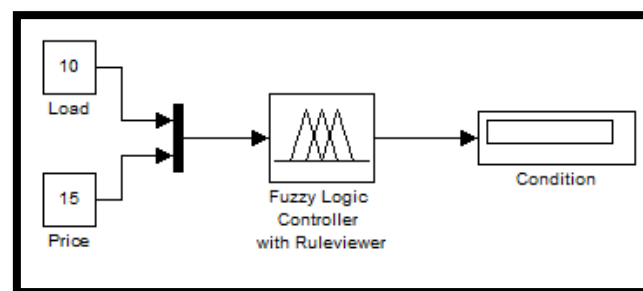 10
Load
15
Price
Fuzzy Logic
Controller
with Ruleviewer
Condition